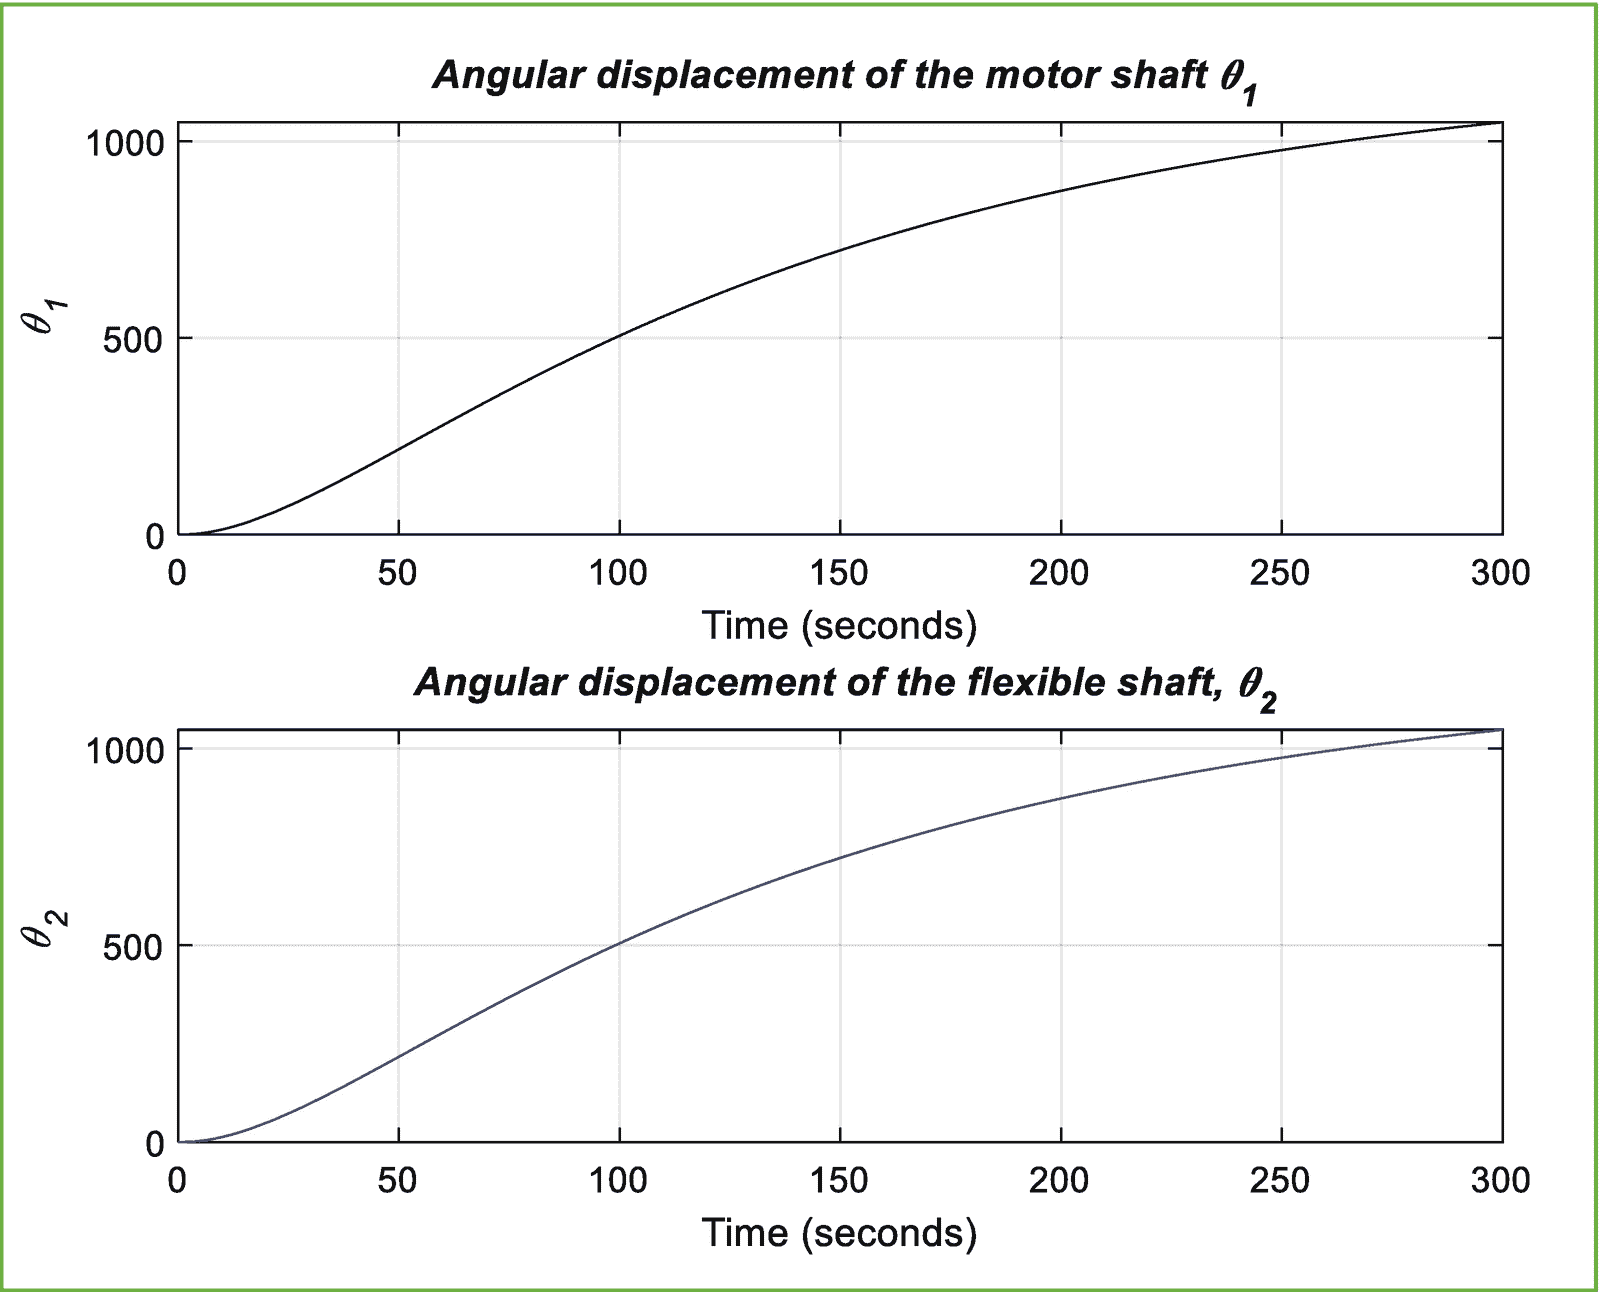 Angular displacement of the motor shaft θ1
1000
500
0
θ1
0 50 100 150 200 250 300
Time (seconds)
Angular displacement of the flexible shaft, θ2
1000
500
0
θ2
0 50 100 150 200 250 300
Time (seconds)